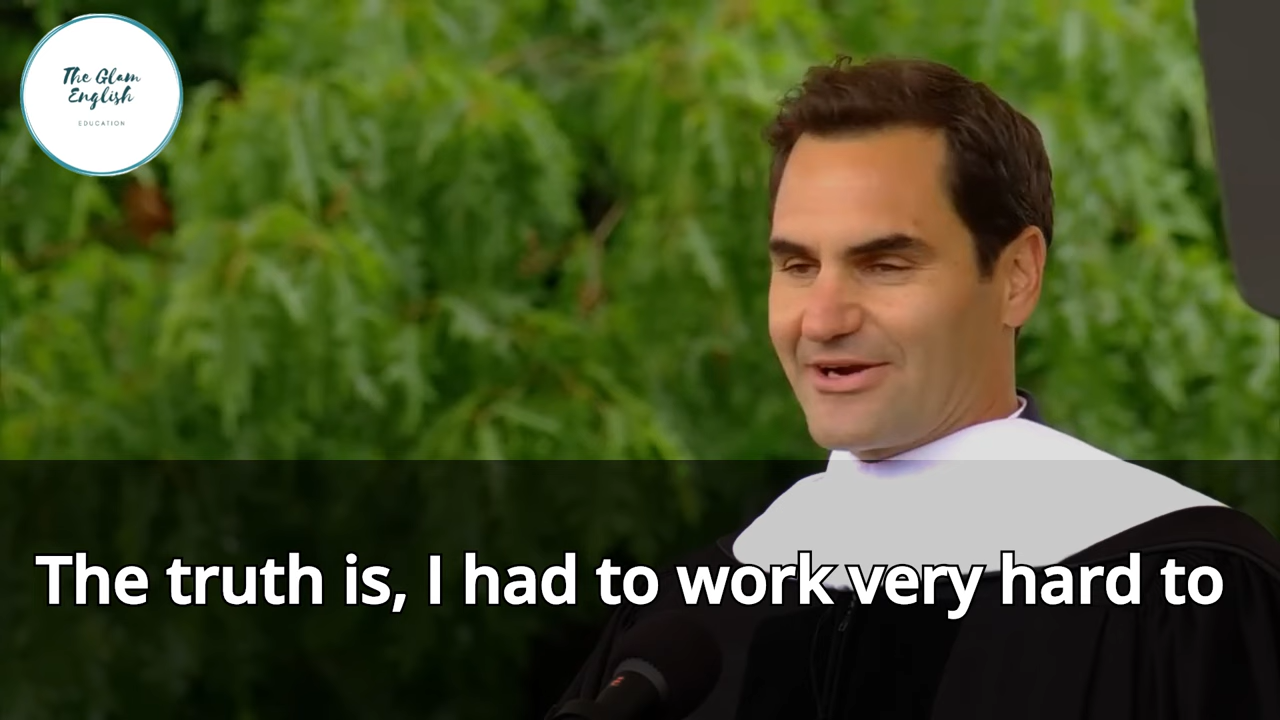 The Glam
English
EDUCATION
The truth is, I had to work very hard to